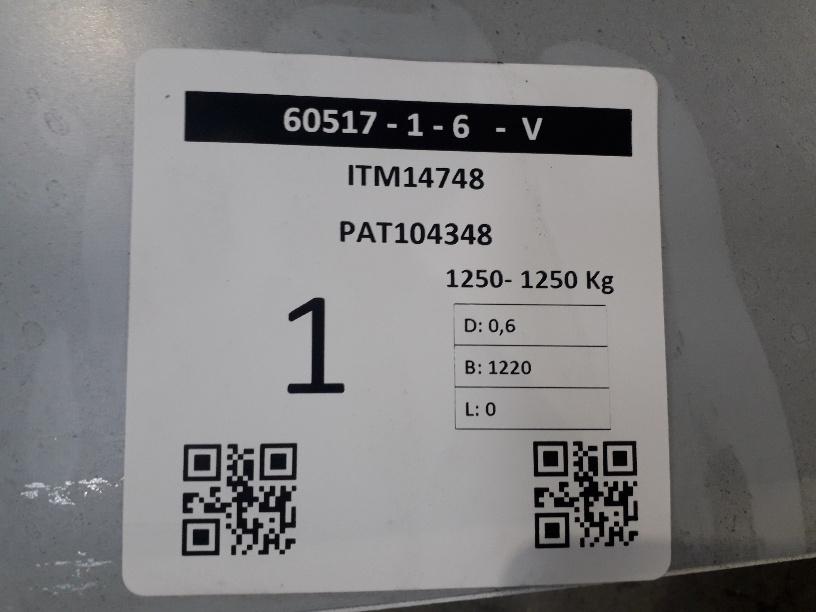 60517 - 1 - 6 - V
ITM14748
PAT104348
1250- 1250 Kg
1
D: 0,6
B: 1220
L: 0